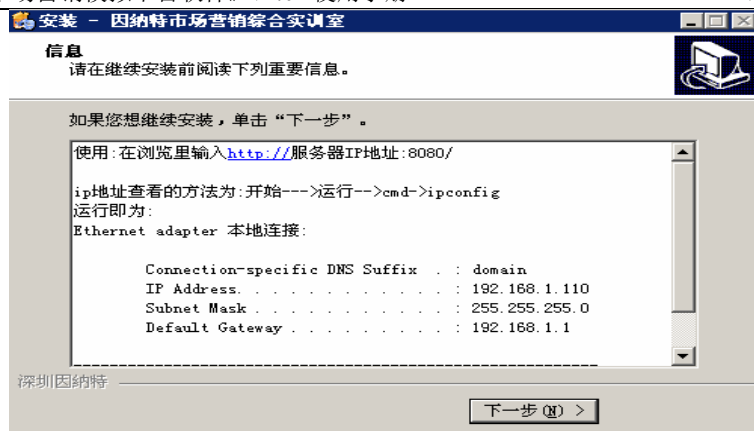 安装 - 因纳特市场营销综合实训室
信息
请在继续安装前阅读下列重要信息。
如果您想继续安装，单击“下一步”。
使用:在浏览里输入http://服务器IP地址:8080/
ip地址查看的方法为:开始--->运行-->cmd->ipconfig
运行即为:
Ethernet adapter 本地连接:
Connection-specific DNS Suffix . : domain
IP Address. . . . . . . . . . . . : 192.168.1.110
Subnet Mask . . . . . . . . . . . : 255.255.255.0
Default Gateway . . . . . . . . . : 192.168.1.1
深圳因纳特
下一步(N) >